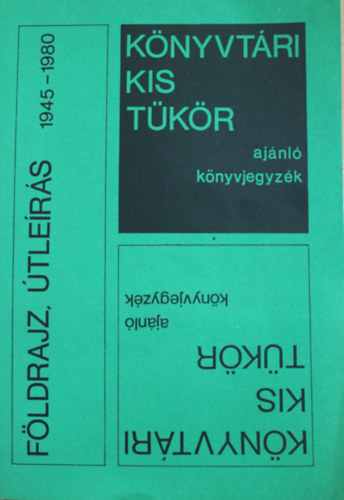 KÖNYVTÁRI
KIS
TÜKÖR
ajánló
könyvjegyzék
FÖLDRAJZ, ÚTLEÍRÁS 1945-1980
KÖNYVTÁRI
KIS
TÜKÖR
ajánló
könyvjegyzék